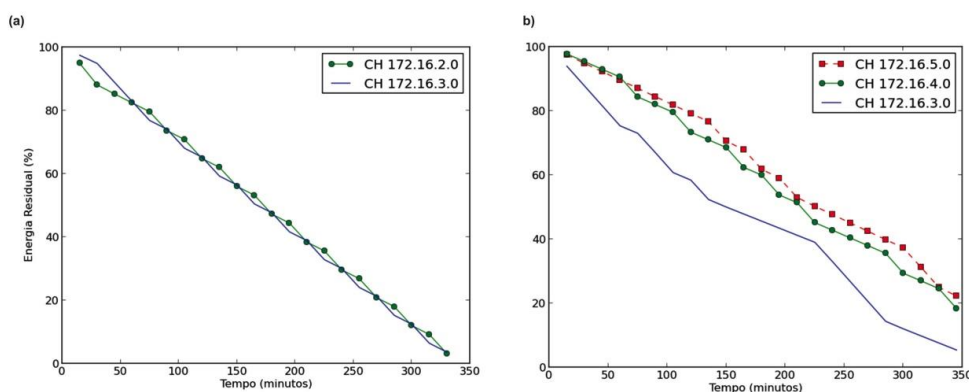 (a)
100
80
60
40
20
0
Energia Residual (%)
0 50 100 150 200 250 300 350
Tempo (minutos)
CH 172.16.2.0
CH 172.16.3.0
b)
100
80
60
40
20
0
0 50 100 150 200 250 300 350
Tempo (minutos)
CH 172.16.5.0
CH 172.16.4.0
CH 172.16.3.0